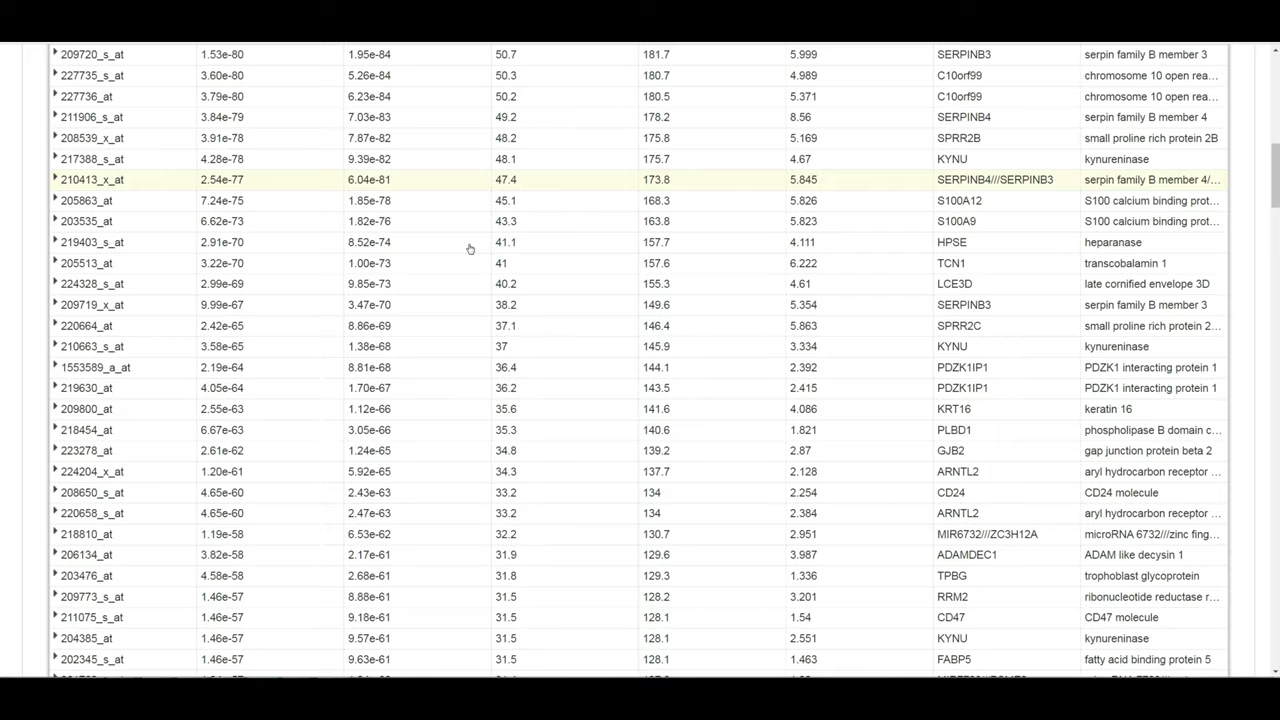 209720_s_at 1.53e-80 1.95e-84 50.7 181.7 5.999 SERPINB3 serpin family B member 3
227735_s_at 3.60e-80 5.26e-84 50.3 180.7 4.989 C10orf99 chromosome 10 open rea...
227736_at 3.79e-80 6.23e-84 50.2 180.5 5.371 C10orf99 chromosome 10 open rea...
211906_s_at 3.84e-79 7.03e-83 49.2 178.2 8.56 SERPINB4 serpin family B member 4
208539_x_at 3.91e-78 7.87e-82 48.2 175.8 5.169 SPRR2B small proline rich protein 2B
217388_s_at 4.28e-78 9.39e-82 48.1 175.7 4.67 KYNU kynureninase
210413_x_at 2.54e-77 6.04e-81 47.4 173.8 5.845 SERPINB4///SERPINB3 serpin family B member 4/...
205863_at 7.24e-75 1.85e-78 45.1 168.3 5.826 S100A12 S100 calcium binding prot...
203535_at 6.62e-73 1.82e-76 43.3 163.8 5.823 S100A9 S100 calcium binding prot...
219403_s_at 2.91e-70 8.52e-74 41.1 157.7 4.111 HPSE heparanase
205513_at 3.22e-70 1.00e-73 41 157.6 6.222 TCN1 transcobalamin 1
224328_s_at 2.99e-69 9.85e-73 40.2 155.3 4.61 LCE3D late cornified envelope 3D
209719_x_at 9.99e-67 3.47e-70 38.2 149.6 5.354 SERPINB3 serpin family B member 3
220664_at 2.42e-65 8.86e-69 37.1 146.4 5.863 SPRR2C small proline rich protein 2...
210663_s_at 3.58e-65 1.38e-68 37 145.9 3.334 KYNU kynureninase
1553589_a_at 2.19e-64 8.81e-68 36.4 144.1 2.392 PDZK1IP1 PDZK1 interacting protein 1
219630_at 4.05e-64 1.70e-67 36.2 143.5 2.415 PDZK1IP1 PDZK1 interacting protein 1
209800_at 2.55e-63 1.12e-66 35.6 141.6 4.086 KRT16 keratin 16
218454_at 6.67e-63 3.05e-66 35.3 140.6 1.821 PLBD1 phospholipase B domain c...
223278_at 2.61e-62 1.24e-65 34.8 139.2 2.87 GJB2 gap junction protein beta 2
224204_x_at 1.20e-61 5.92e-65 34.3 137.7 2.128 ARNTL2 aryl hydrocarbon receptor ...
208650_s_at 4.65e-60 2.43e-63 33.2 134 2.254 CD24 CD24 molecule
220658_s_at 4.65e-60 2.47e-63 33.2 134 2.384 ARNTL2 aryl hydrocarbon receptor ...
218810_at 1.19e-58 6.53e-62 32.2 130.7 2.951 MIR6732///ZC3H12A microRNA 6732///zinc fing...
206134_at 3.82e-58 2.17e-61 31.9 129.6 3.987 ADAMDEC1 ADAM like decysin 1
203476_at 4.58e-58 2.68e-61 31.8 129.3 1.336 TPBG trophoblast glycoprotein
209773_s_at 1.46e-57 8.88e-61 31.5 128.2 3.201 RRM2 ribonucleotide reductase r...
211075_s_at 1.46e-57 9.18e-61 31.5 128.1 1.54 CD47 CD47 molecule
204385_at 1.46e-57 9.57e-61 31.5 128.1 2.551 KYNU kynureninase
202345_s_at 1.46e-57 9.63e-61 31.5 128.1 1.463 FABP5 fatty acid binding protein 5